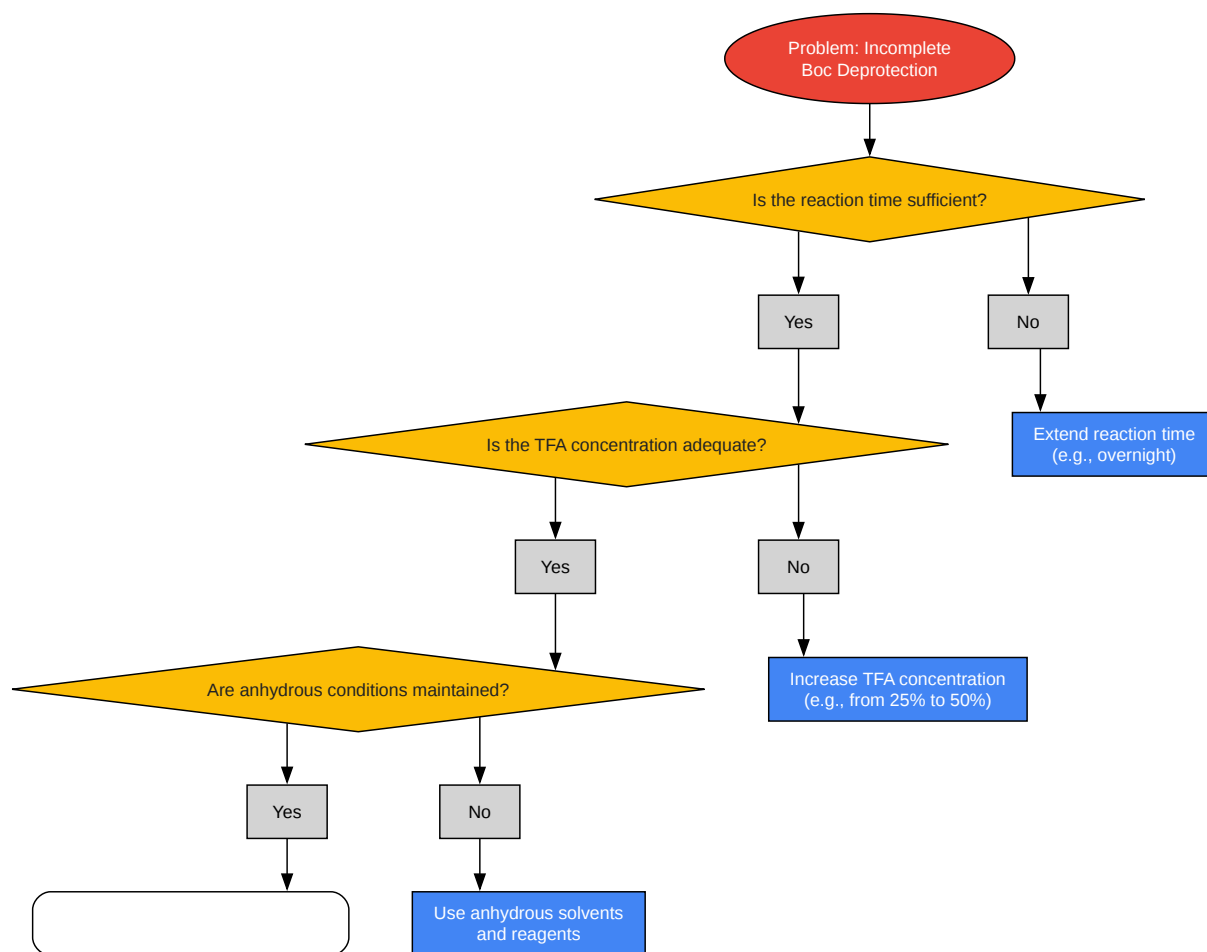 Problem: Incomplete
Boc Deprotection
Is the reaction time sufficient?
Yes
No
Is the TFA concentration adequate?
Extend reaction time
(e.g., overnight)
Yes
No
Are anhydrous conditions maintained?
Increase TFA concentration
(e.g., from 25% to 50%)
Yes
No
Use anhydrous solvents
and reagents